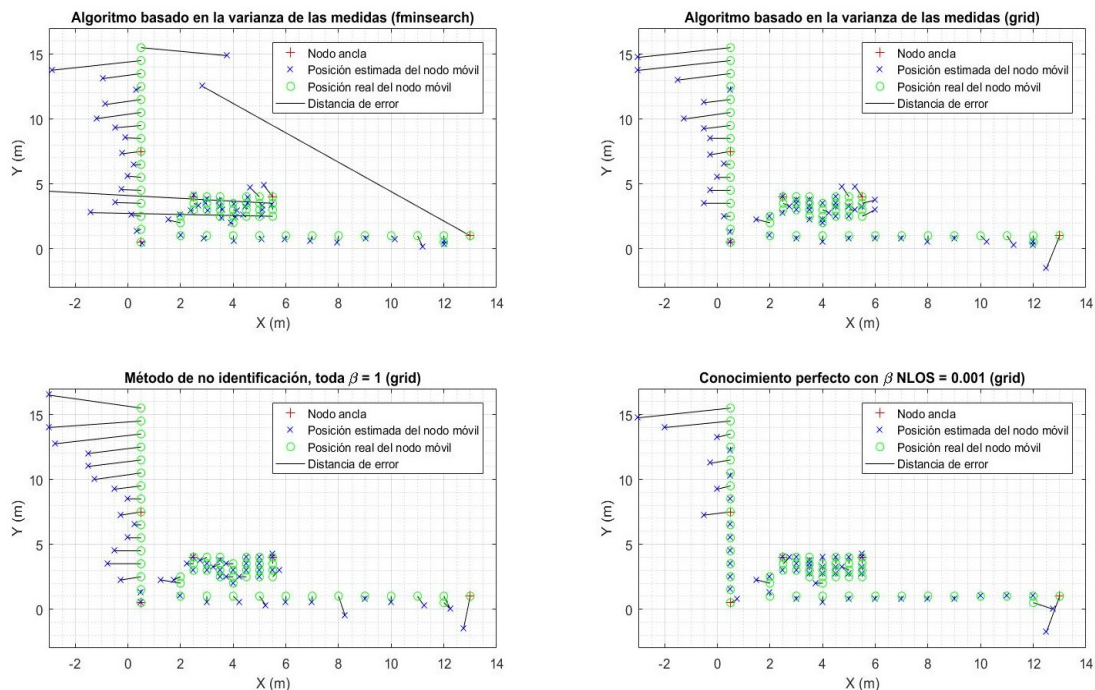 Algoritmo basado en la varianza de las medidas (fminsearch)
15
10
5
0
Y (m)
-2 0 2 4 6 8 10 12 14
X (m)
Nodo ancla
Posición estimada del nodo móvil
Posición real del nodo móvil
Distancia de error
Algoritmo basado en la varianza de las medidas (grid)
15
10
5
0
Y (m)
-2 0 2 4 6 8 10 12 14
X (m)
Nodo ancla
Posición estimada del nodo móvil
Posición real del nodo móvil
Distancia de error
Método de no identificación, toda β = 1 (grid)
15
10
5
0
Y (m)
-2 0 2 4 6 8 10 12 14
X (m)
Nodo ancla
Posición estimada del nodo móvil
Posición real del nodo móvil
Distancia de error
Conocimiento perfecto con β NLOS = 0.001 (grid)
15
10
5
0
Y (m)
-2 0 2 4 6 8 10 12 14
X (m)
Nodo ancla
Posición estimada del nodo móvil
Posición real del nodo móvil
Distancia de error